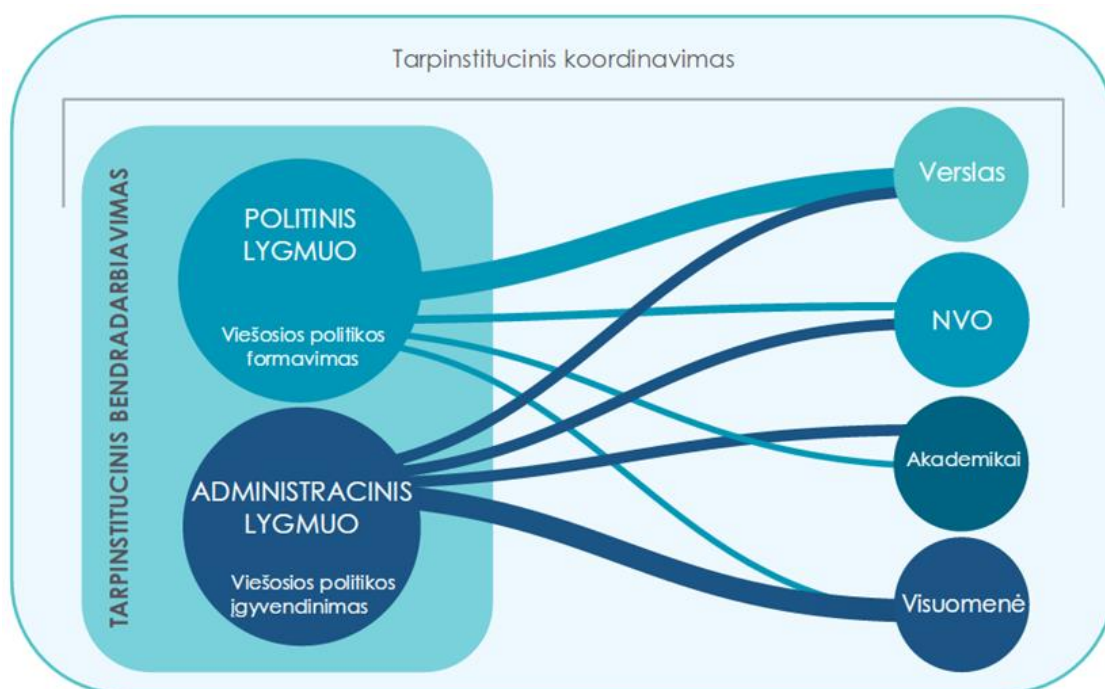 Tarpinstitucinis koordinavimas
TARPINSTITUCINIS BENDRADARBIAVIMAS
POLITINIS
LYGMUO
Viešosios politikos
formavimas
ADMINISTRACINIS
LYGMUO
Viešosios politikos
įgyvendinimas
Verslas
NVO
Akademikai
Visuomenė